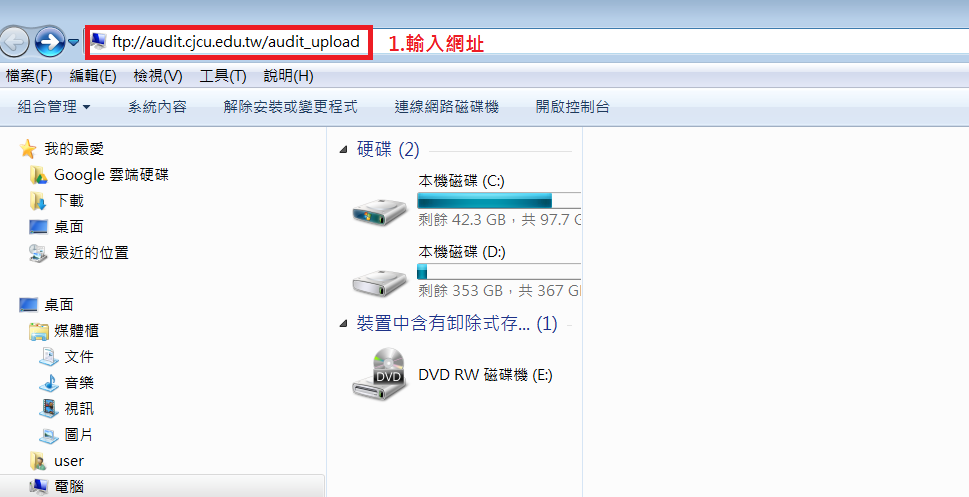 ftp://audit.cjcu.edu.tw/audit_upload
1.輸入網址
檔案(F) 編輯(E) 檢視(V) 工具(T) 說明(H)
組合管理 系統內容 解除安裝或變更程式 連線網路磁碟機 開啟控制台
我的最愛
Google 雲端硬碟
下載
桌面
最近的位置
桌面
媒體櫃
文件
音樂
視訊
圖片
user
電腦
硬碟 (2)
本機磁碟 (C:)
剩餘 42.3 GB，共 97.7 G
本機磁碟 (D:)
剩餘 353 GB，共 367 G
裝置中含有卸除式存... (1)
DVD
DVD RW 磁碟機 (E:)